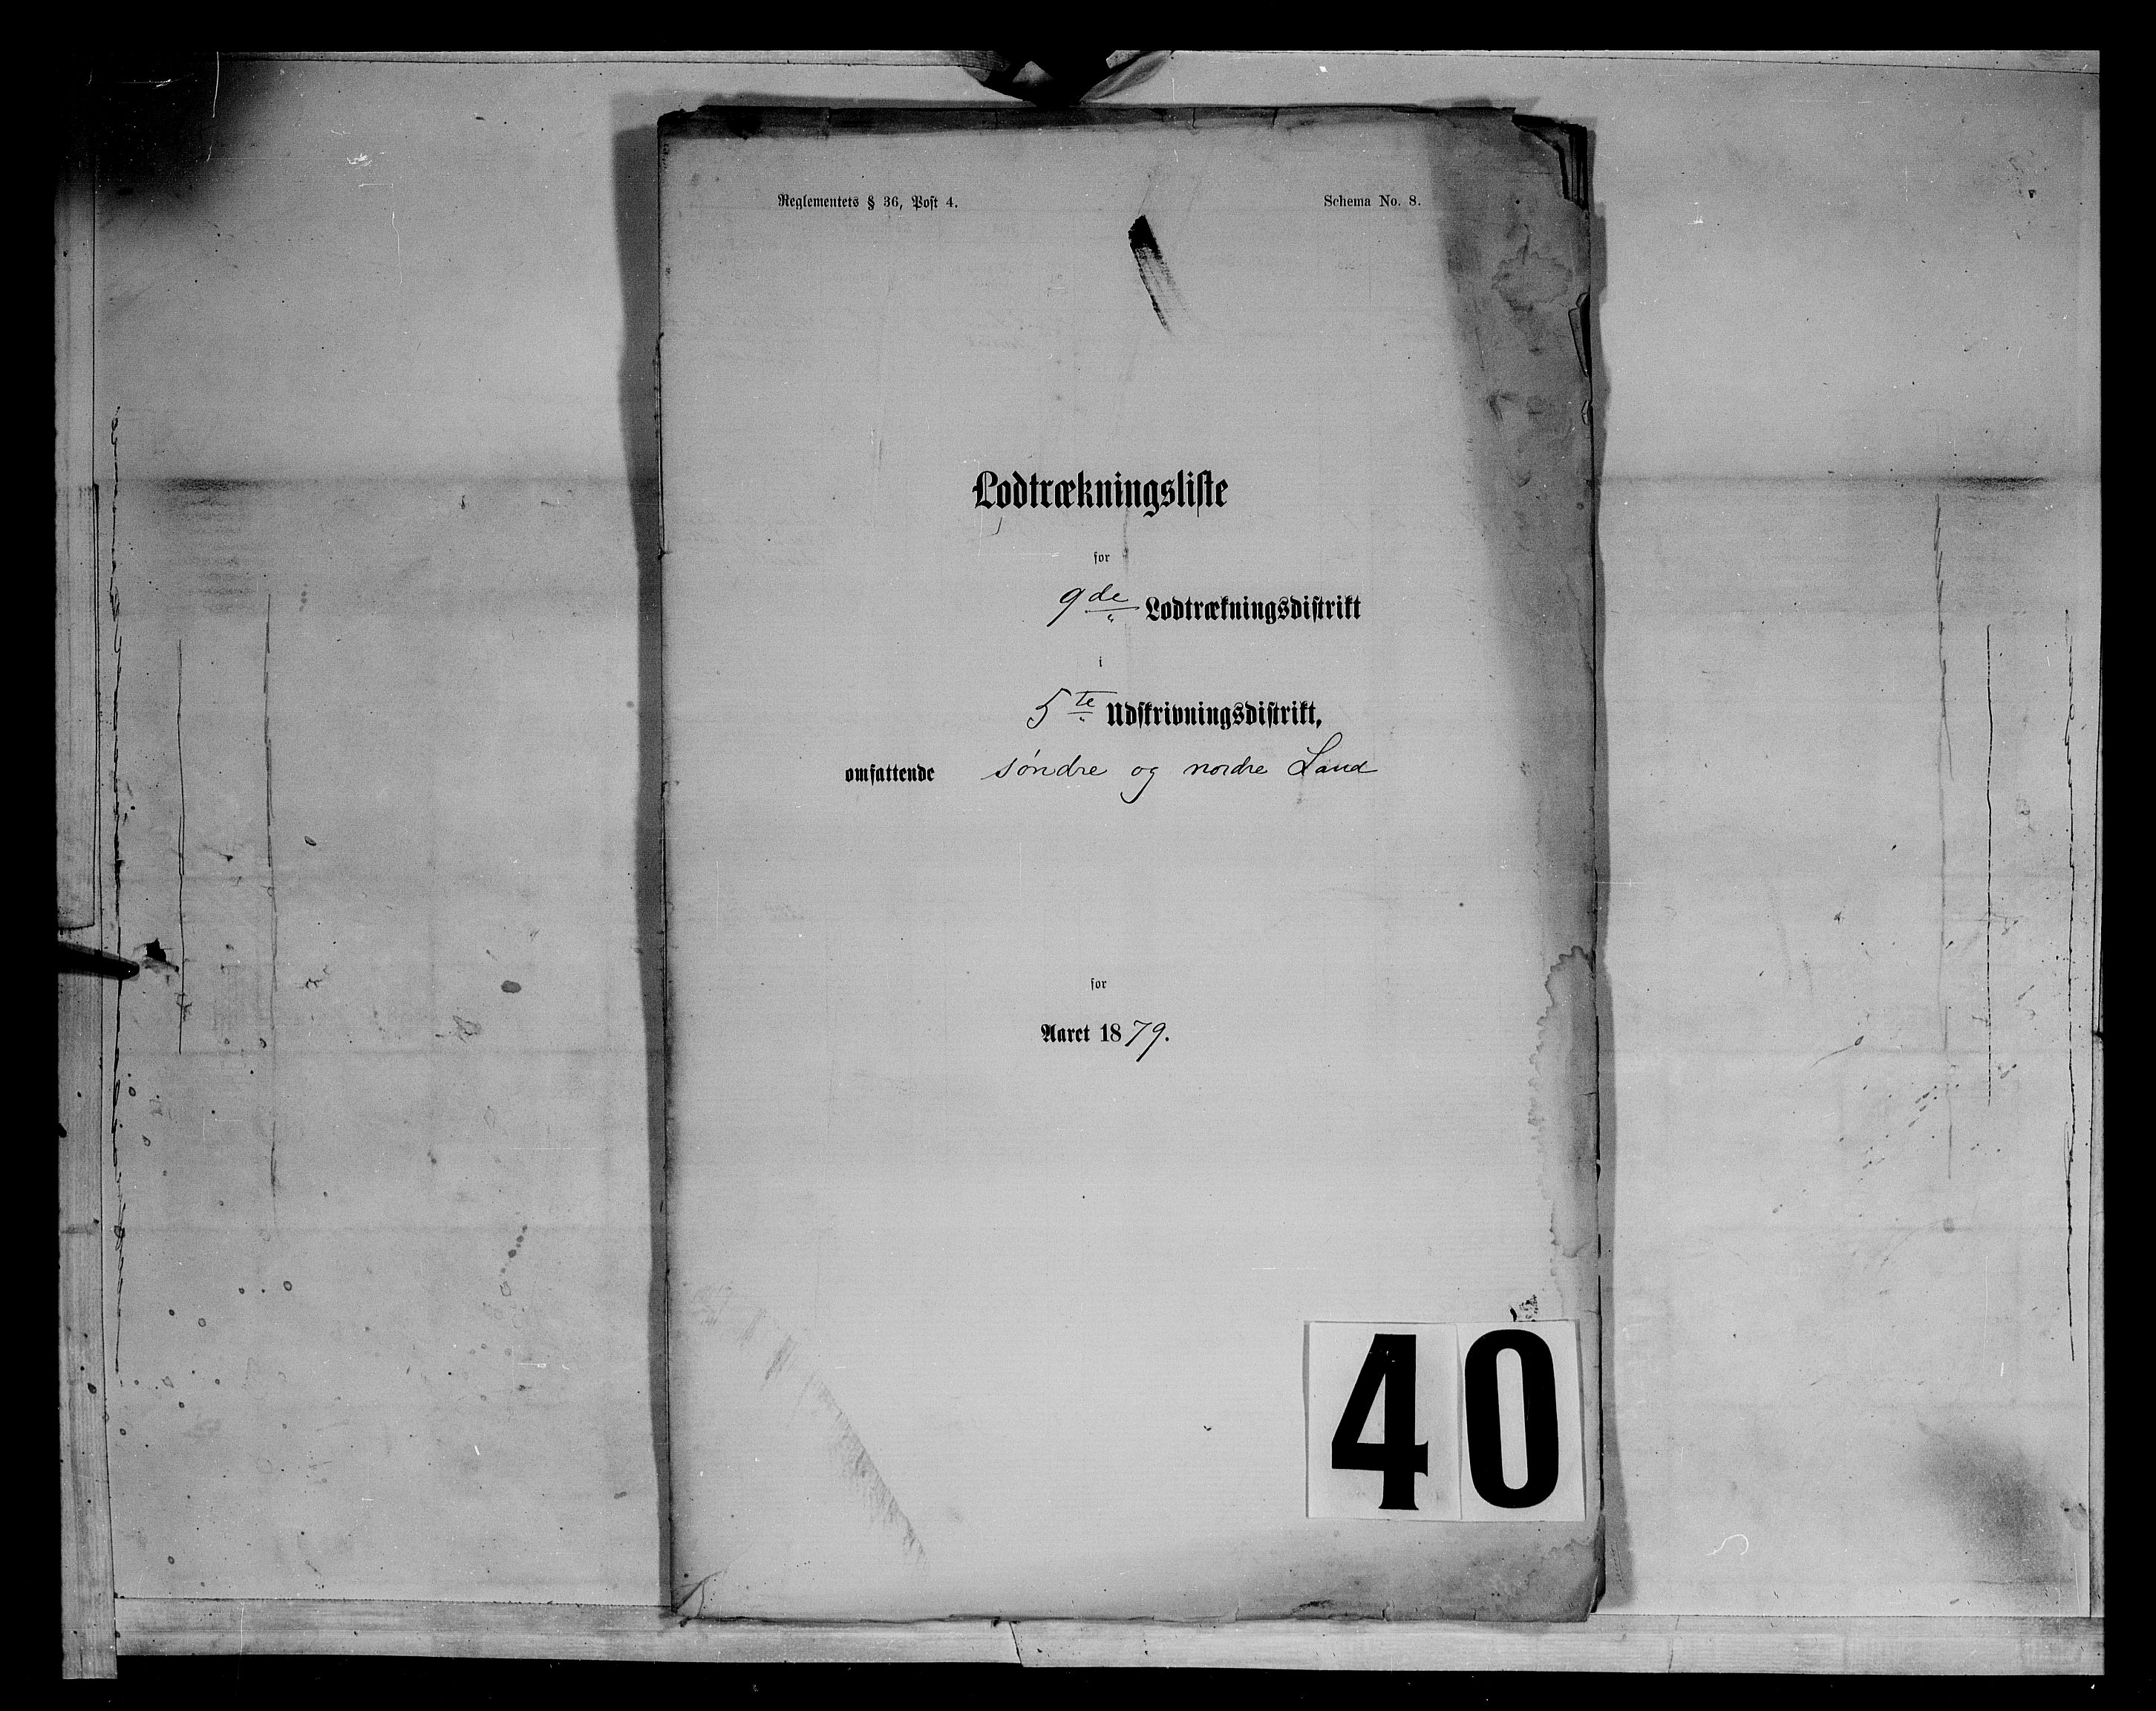 Reglementets § 36, Post 4.
Schema No. 8.
Lodtrækningsliste
for
9de Lodtrækningsdistrikt
i
5te Udskrivningsdistrikt,
omfattende søndre og nordre Land
for
Aaret 1879.
40